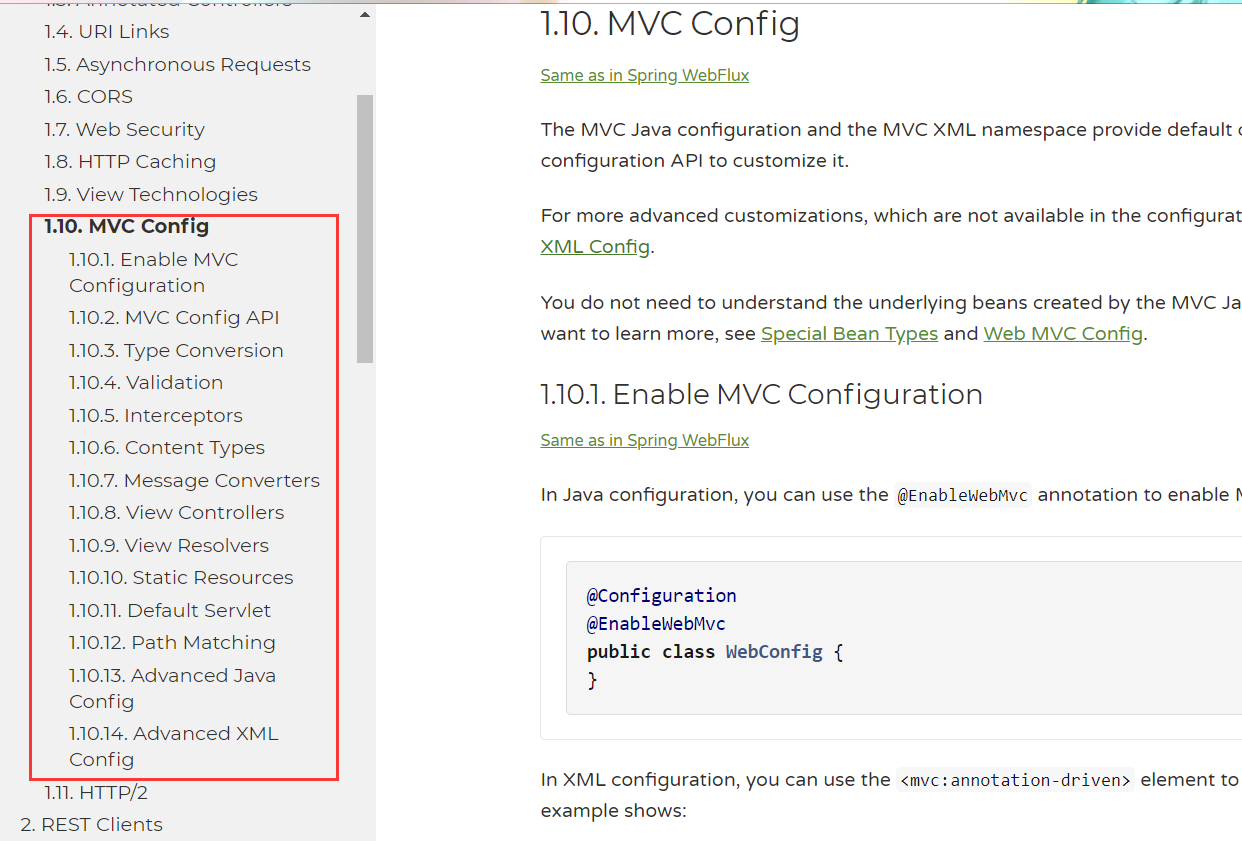 1.3. Annotated Controllers
1.4. URI Links
1.5. Asynchronous Requests
1.6. CORS
1.7. Web Security
1.8. HTTP Caching
1.9. View Technologies
1.10. MVC Config
1.10.1. Enable MVC
Configuration
1.10.2. MVC Config API
1.10.3. Type Conversion
1.10.4. Validation
1.10.5. Interceptors
1.10.6. Content Types
1.10.7. Message Converters
1.10.8. View Controllers
1.10.9. View Resolvers
1.10.10. Static Resources
1.10.11. Default Servlet
1.10.12. Path Matching
1.10.13. Advanced Java
Config
1.10.14. Advanced XML
Config
1.11. HTTP/2
2. REST Clients
1.10. MVC Config
Same as in Spring WebFlux
The MVC Java configuration and the MVC XML namespace provide default
configuration API to customize it.
For more advanced customizations, which are not available in the
XML Config.
You do not need to understand the underlying beans created by the MVC
want to learn more, see Special Bean Types and Web MVC Config.
1.10.1. Enable MVC Configuration
Same as in Spring WebFlux
In Java configuration, you can use the @EnableWebMvc annotation to enable
@Configuration
@EnableWebMvc
public class WebConfig {
}
In XML configuration, you can use the <mvc:annotation-driven> element to
example shows: